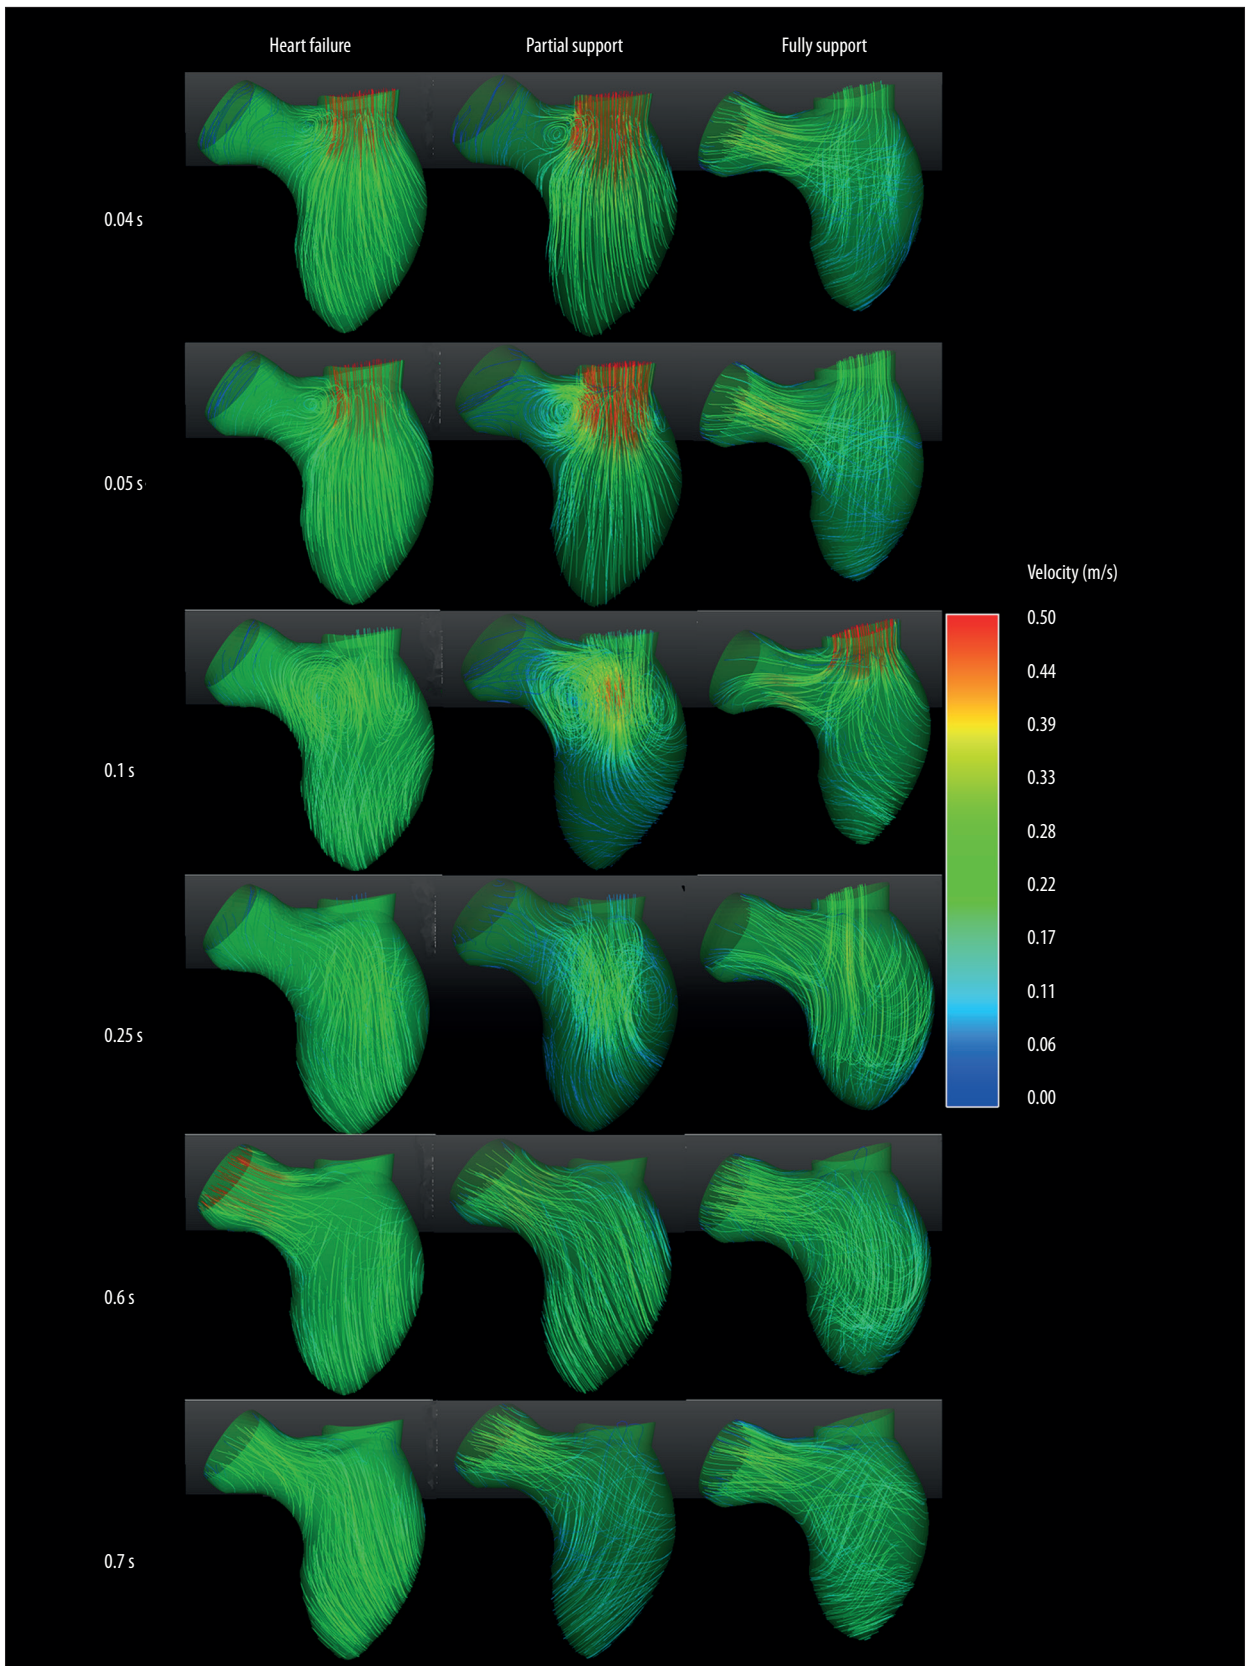 Heart failure
Partial support
Fully support
0.04 s
0.05 s
0.1 s
0.25 s
0.6 s
0.7 s
Velocity (m/s)
0.50
0.44
0.39
0.33
0.28
0.22
0.17
0.11
0.06
0.00